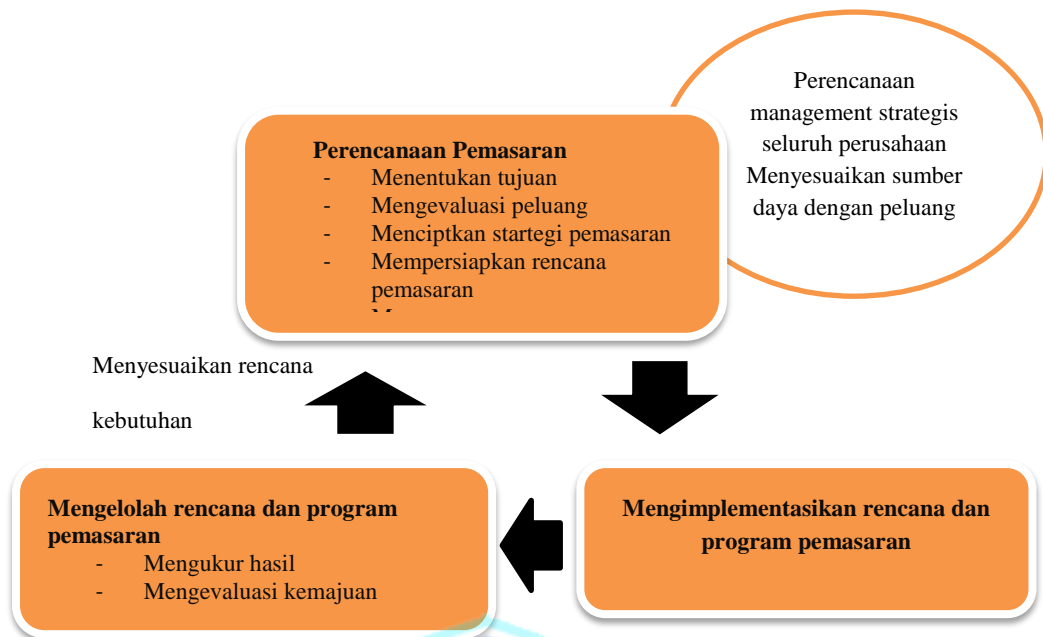 Perencanaan
management strategis
seluruh perusahaan
Menyesuaikan sumber
daya dengan peluang
Perencanaan Pemasaran
- Menentukan tujuan
- Mengevaluasi peluang
- Menciptkan startegi pemasaran
- Mempersiapkan rencana
pemasaran
Menyesuaikan rencana
kebutuhan
Mengelolah rencana dan program
pemasaran
- Mengukur hasil
- Mengevaluasi kemajuan
Mengimplementasikan rencana dan
program pemasaran